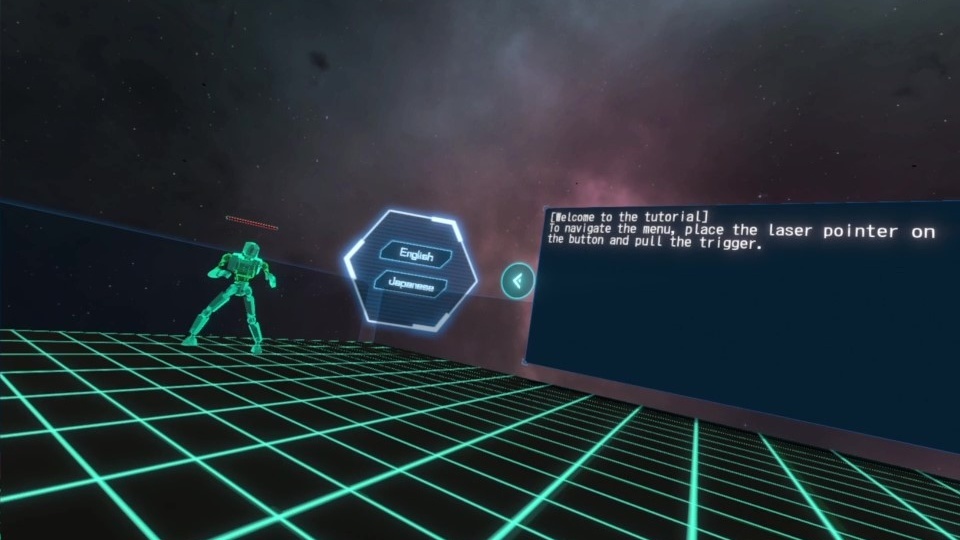 English
Japanese
[Welcome to the tutorial]
To navigate the menu, place the laser pointer on
the button and pull the trigger.